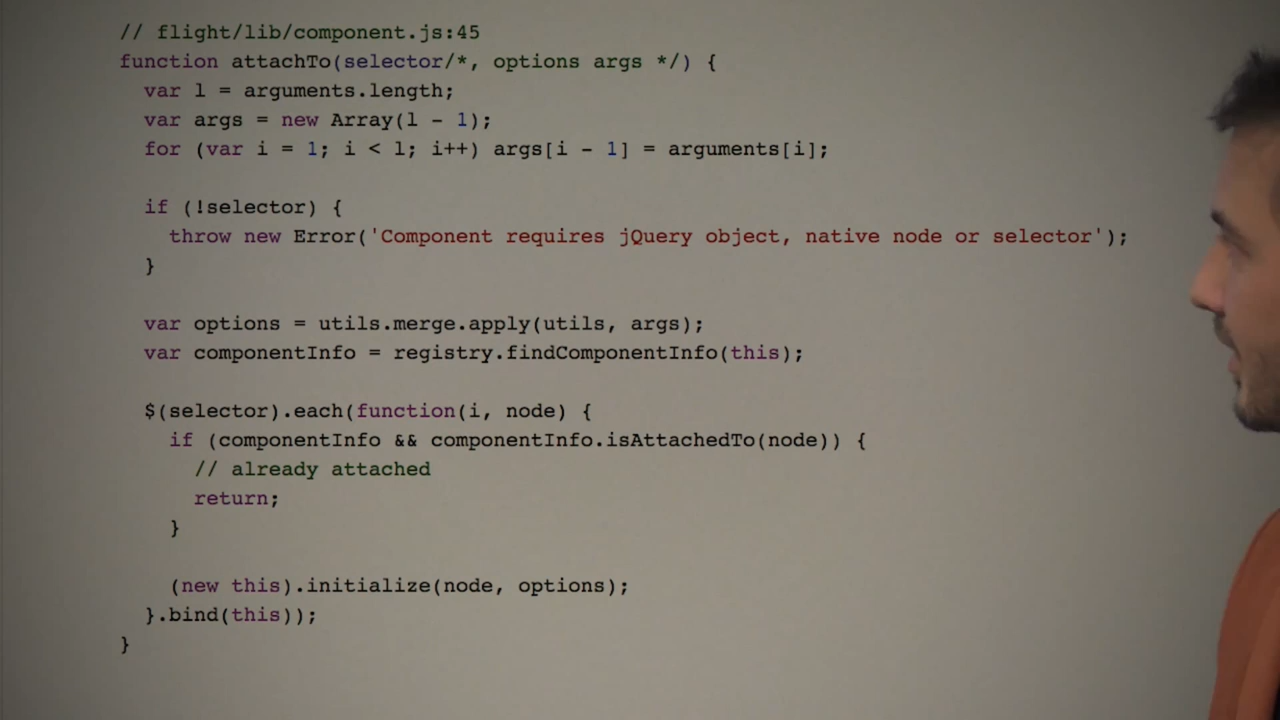 // flight/lib/component.js:45
function attachTo(selector/*, options args */) {
var l = arguments.length;
var args = new Array(l - 1);
for (var i = 1; i < l; i++) args[i - 1] = arguments[i];
if (!selector) {
throw new Error('Component requires jQuery object, native node or selector');
}
var options = utils.merge.apply(utils, args);
var componentInfo = registry.findComponentInfo(this);
$(selector).each(function(i, node) {
if (componentInfo && componentInfo.isAttachedTo(node)) {
// already attached
return;
}
(new this).initialize(node, options);
}.bind(this));
}